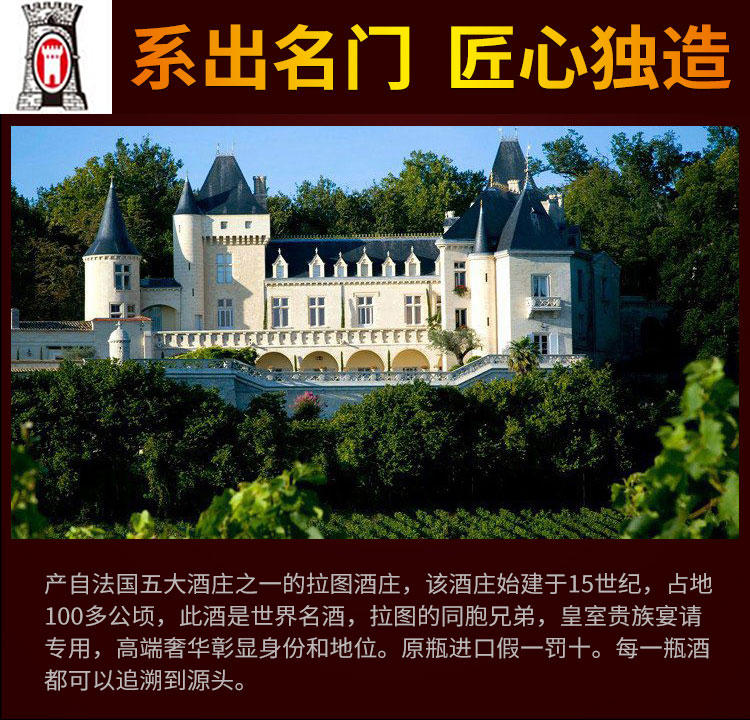 系出名门 匠心独造
产自法国五大酒庄之一的拉图酒庄，该酒庄始建于15世纪，占地
100多公顷，此酒是世界名酒，拉图的同胞兄弟，皇室贵族宴请
专用，高端奢华彰显身份和地位。原瓶进口假一罚十。每一瓶酒
都可以追溯到源头。